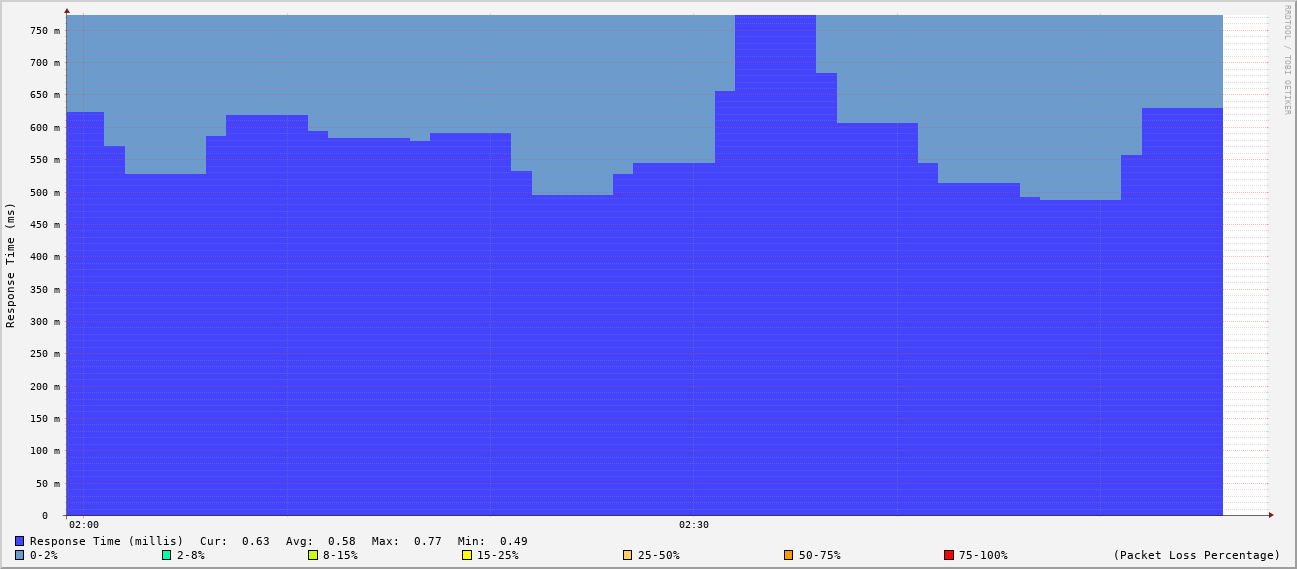 RRDTOOL / TOBI OETIKER
Response Time (ms)
750 m
700 m
650 m
600 m
550 m
500 m
450 m
400 m
350 m
300 m
250 m
200 m
150 m
100 m
50 m
0
02:00 02:30
Response Time (millis) Cur: 0.63 Avg: 0.58 Max: 0.77 Min: 0.49
0-2% 2-8% 8-15% 15-25% 25-50% 50-75% 75-100% (Packet Loss Percentage)